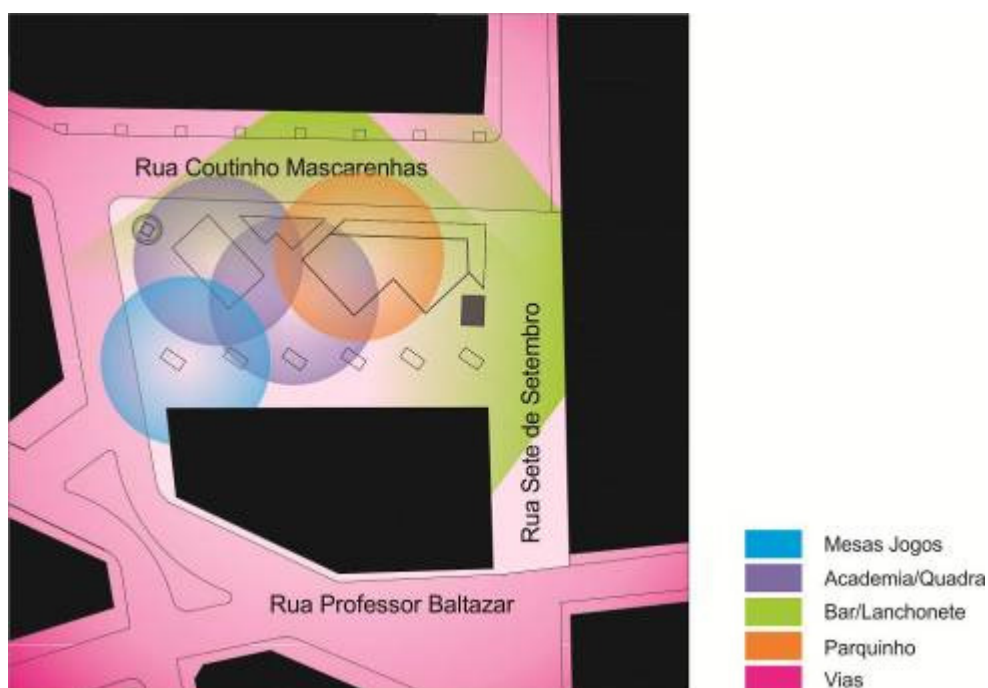 Rua Coutinho Mascarenhas
Rua Sete de Setembro
Rua Professor Baltazar
Mesas Jogos
Academia/Quadra
Bar/Lanchonete
Parquinho
Vias